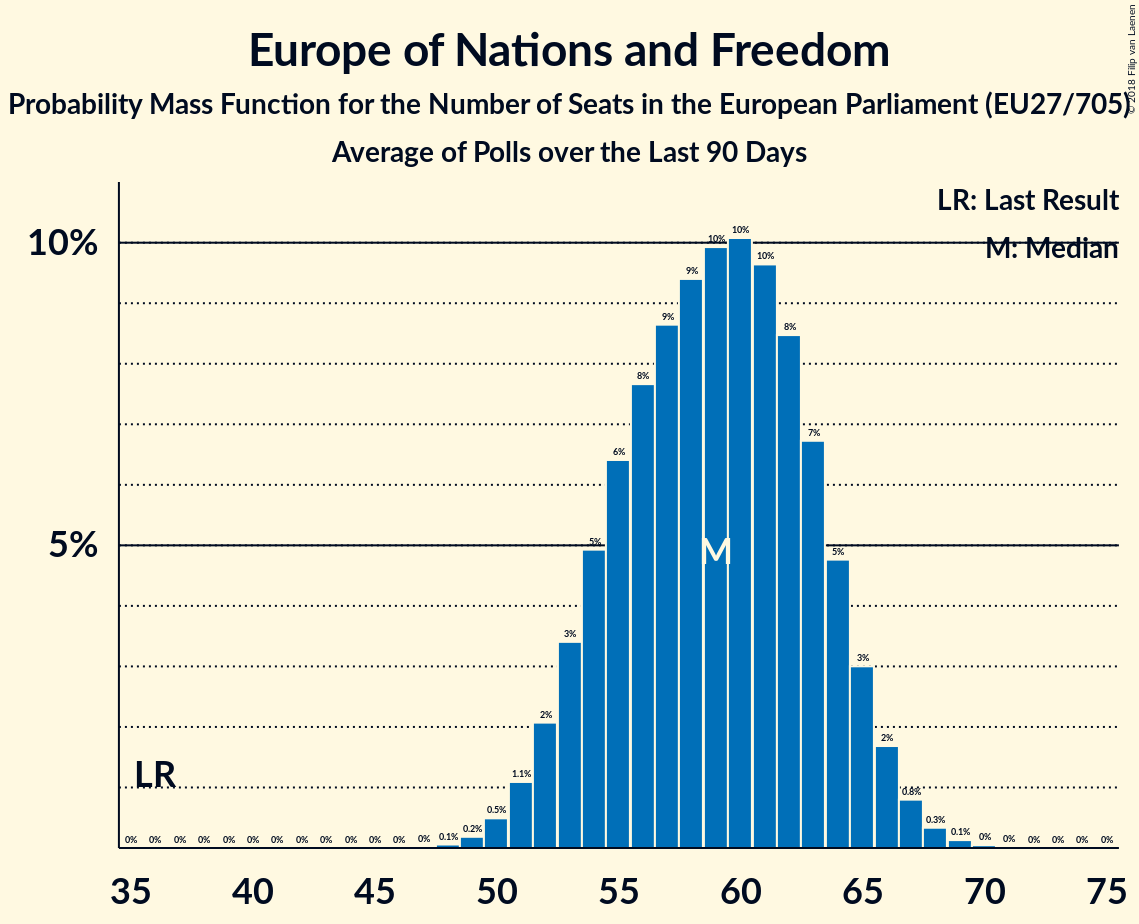 Europe of Nations and Freedom
Probability Mass Function for the Number of Seats in the European Parliament (EU27/705)
Average of Polls over the Last 90 Days
© 2018 Filip van Laenen
LR: Last Result
M: Median
10%
5%
0% 0% 0% 0% 0% 0% 0% 0% 0% 0% 0% 0% 0% 0.1% 0.2% 0.5% 1.1% 2% 3% 5% 6% 8% 9% 9% 10% 10% 10% 8% 7% 5% 3% 2% 0.8% 0.3% 0.1% 0% 0% 0% 0% 0% 0%
M
LR
35 40 45 50 55 60 65 70 75